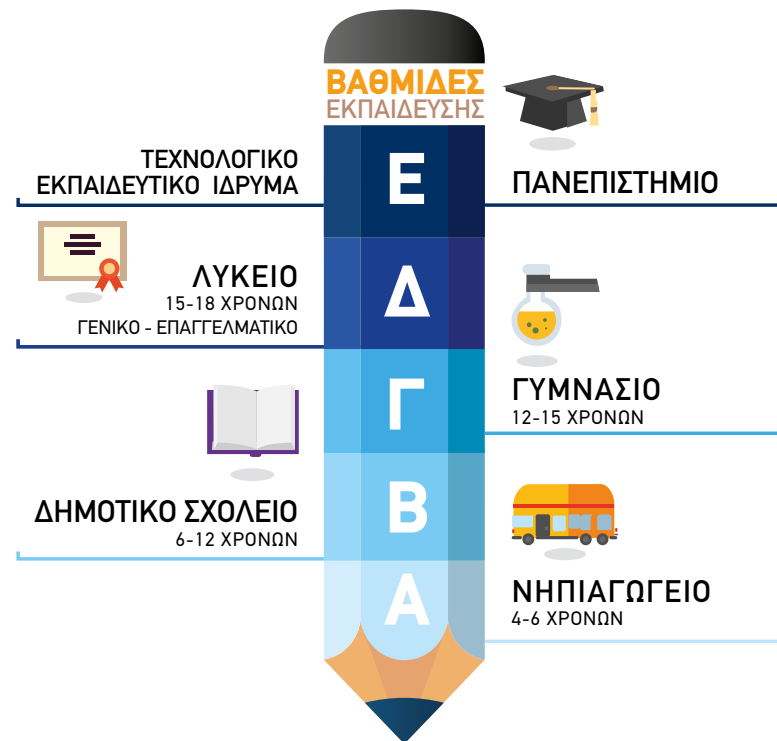 ΒΑΘΜΙΔΕΣ
ΕΚΠΑΙΔΕΥΣΗΣ
ΤΕΧΝΟΛΟΓΙΚΟ
ΕΚΠΑΙΔΕΥΤΙΚΟ ΙΔΡΥΜΑ
Ε
ΠΑΝΕΠΙΣΤΗΜΙΟ
ΛΥΚΕΙΟ
15-18 ΧΡΟΝΩΝ
ΓΕΝΙΚΟ - ΕΠΑΓΓΕΛΜΑΤΙΚΟ
Δ
Γ
ΓΥΜΝΑΣΙΟ
12-15 ΧΡΟΝΩΝ
ΔΗΜΟΤΙΚΟ ΣΧΟΛΕΙΟ
6-12 ΧΡΟΝΩΝ
Β
Α
ΝΗΠΙΑΓΩΓΕΙΟ
4-6 ΧΡΟΝΩΝ